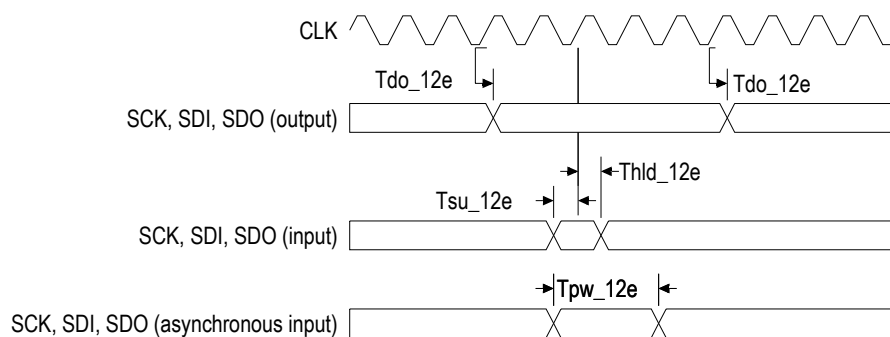 CLK
Tdo_12e
Tdo_12e
SCK, SDI, SDO (output)
Thld_12e
Tsu_12e
SCK, SDI, SDO (input)
Tpw_12e
SCK, SDI, SDO (asynchronous input)